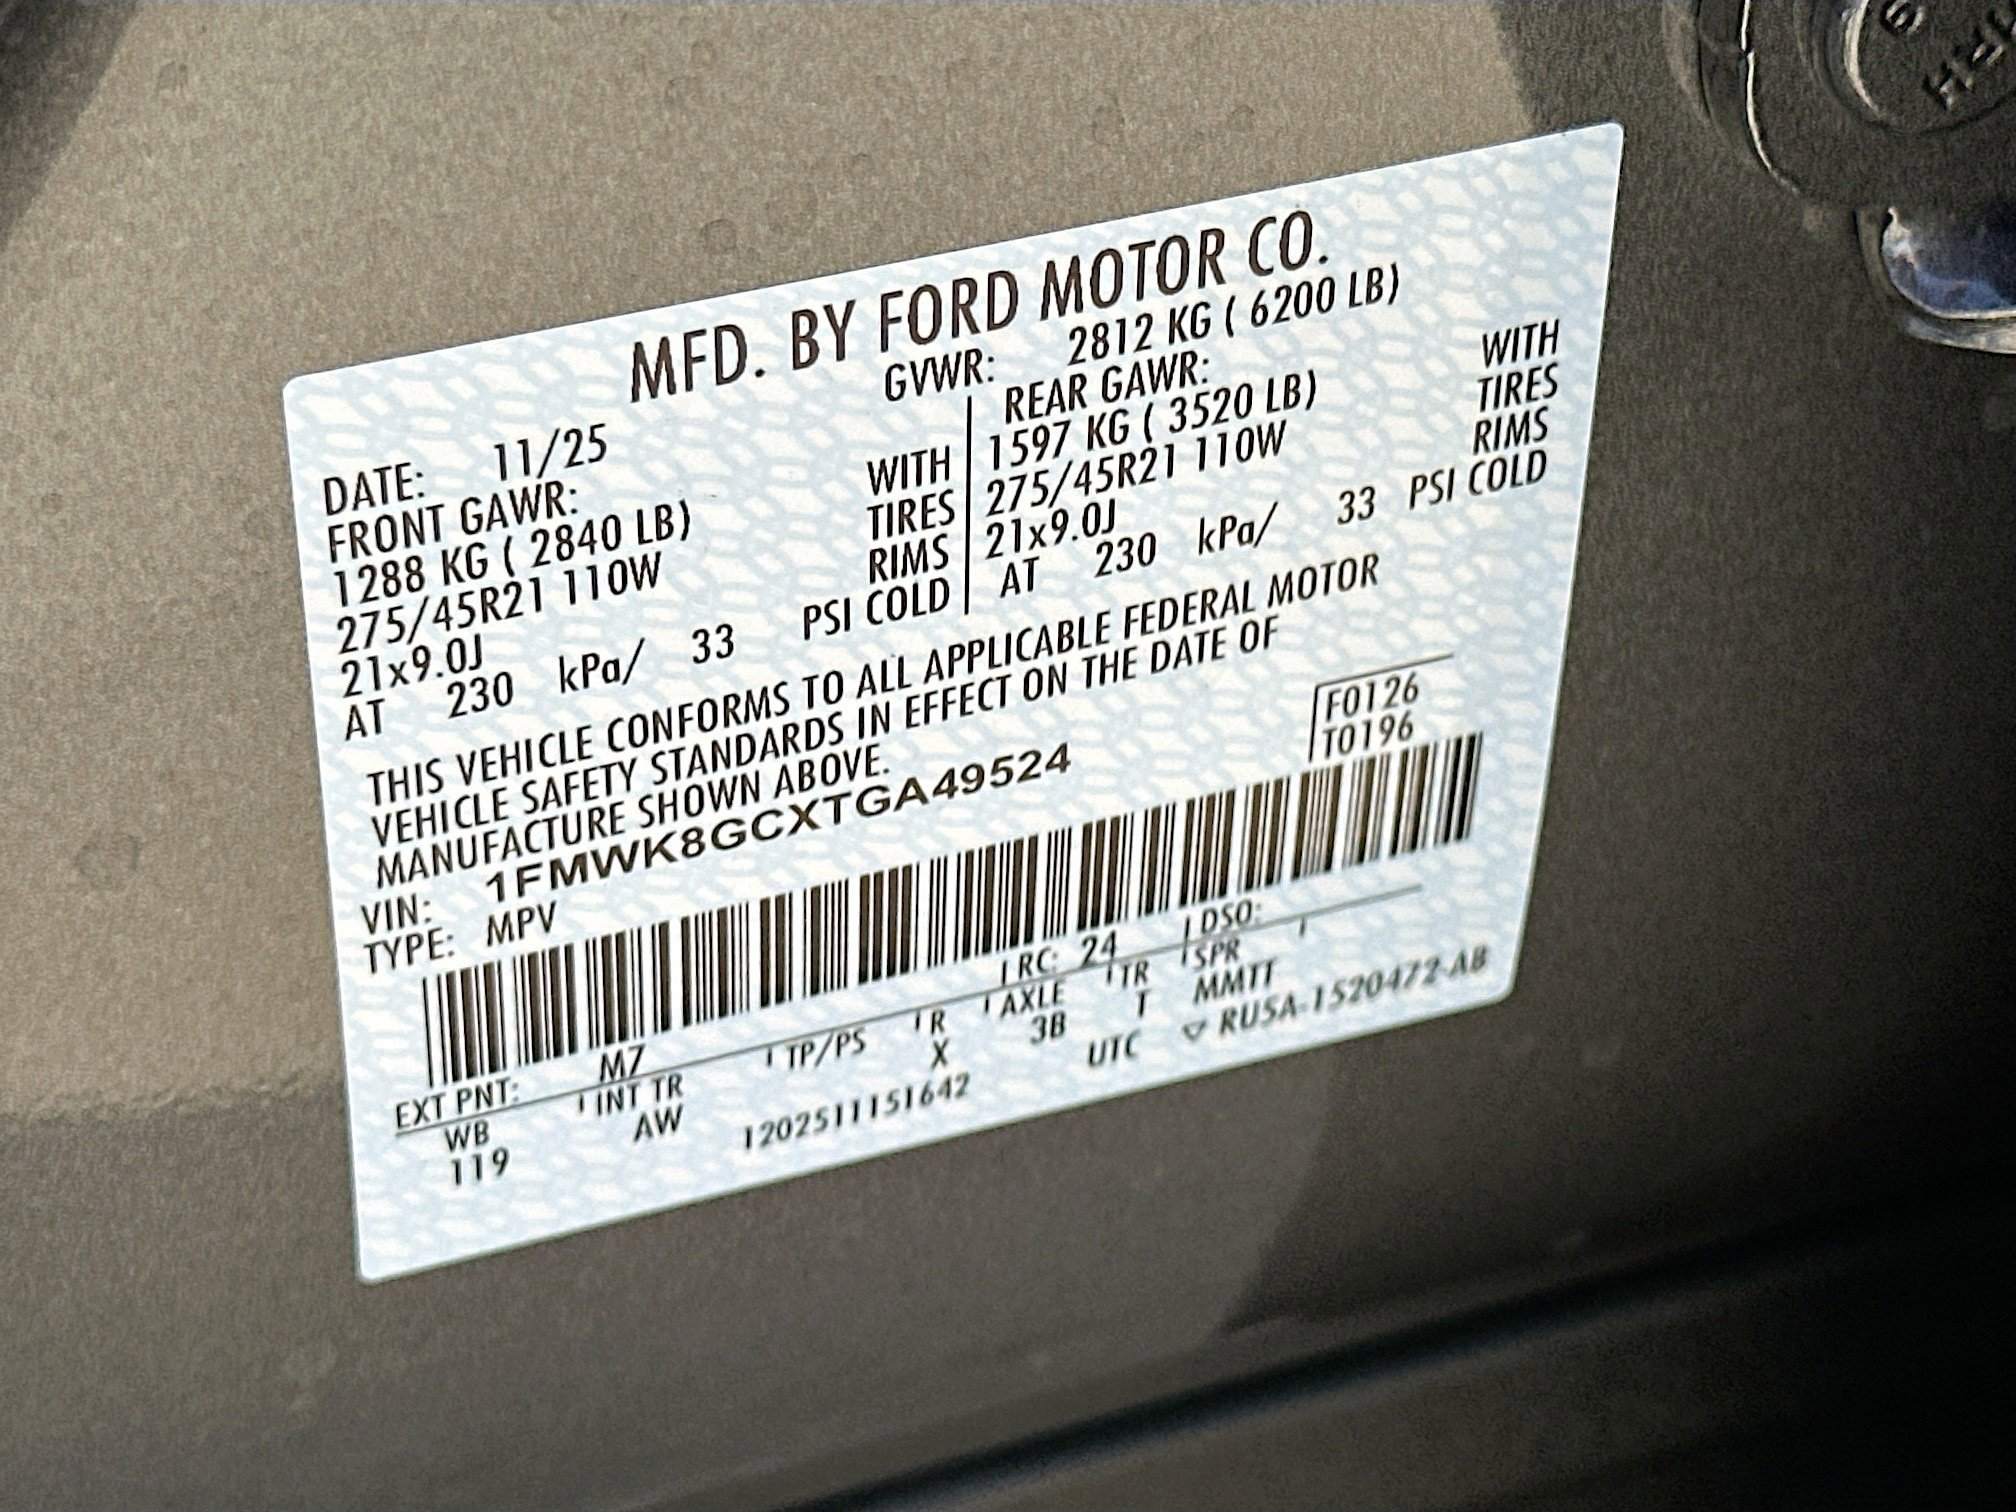 MFD. BY FORD MOTOR CO.
DATE: 11/25 GVWR: 2812 KG ( 6200 LB)
FRONT GAWR: REAR GAWR:
1288 KG ( 2840 LB) WITH 1597 KG ( 3520 LB) WITH
275/45R21 110W TIRES 275/45R21 110W TIRES
21x9.0J RIMS 21x9.0J RIMS
AT 230 kPa/ 33 PSI COLD AT 230 kPa/ 33 PSI COLD
THIS VEHICLE CONFORMS TO ALL APPLICABLE FEDERAL MOTOR
VEHICLE SAFETY STANDARDS IN EFFECT ON THE DATE OF
MANUFACTURE SHOWN ABOVE.
VIN: 1FMWK8GCXTGA49524 F0126
TYPE: MPV T0196
EXT PNT: M7 RC: 24 DSO:
WB INT TR TP/PS R AXLE TR SPR
119 AW X 3B T MMTT
1202511151642 UTC ▽ RUSA-1520472-AB